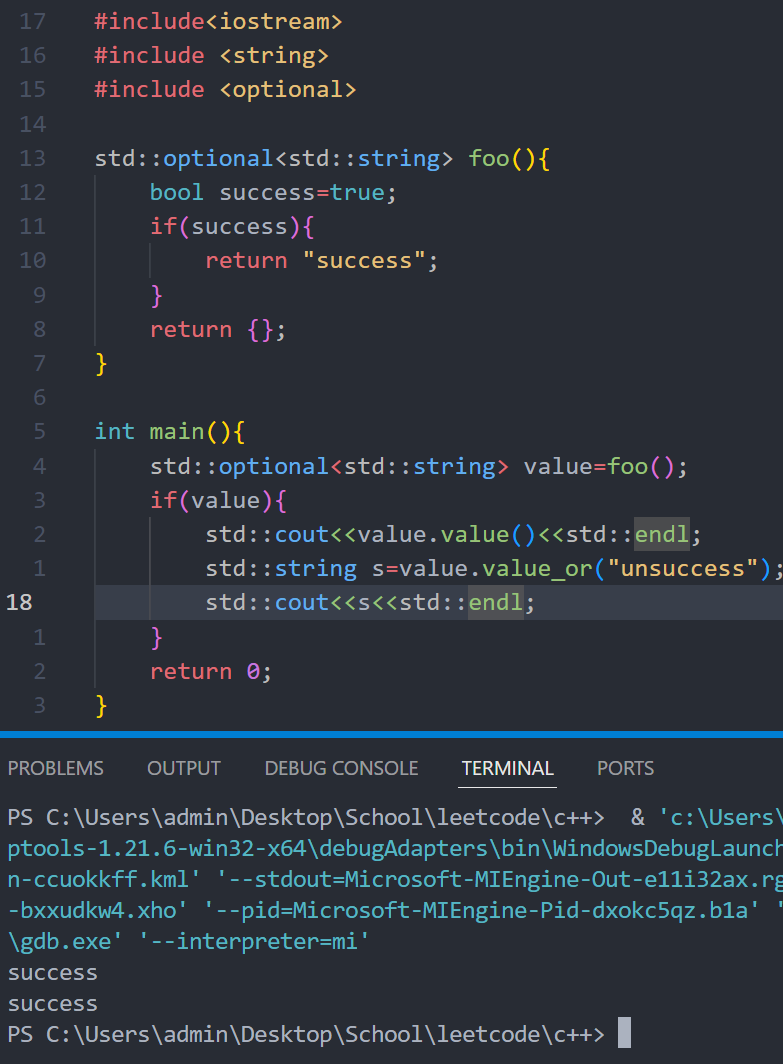 17 #include<iostream>
16 #include <string>
15 #include <optional>
14
13 std::optional<std::string> foo(){
12     bool success=true;
11     if(success){
10         return "success";
9     }
8     return {};
7 }
6
5 int main(){
4     std::optional<std::string> value=foo();
3     if(value){
2         std::cout<<value.value()<<std::endl;
1         std::string s=value.value_or("unsuccess");
18         std::cout<<s<<std::endl;
1     }
2     return 0;
3 }
PROBLEMS OUTPUT DEBUG CONSOLE TERMINAL PORTS
PS C:\Users\admin\Desktop\School\leetcode\c++>  & 'c:\Users\
ptools-1.21.6-win32-x64\debugAdapters\bin\WindowsDebugLaunch
n-ccuokkff.kml' '--stdout=Microsoft-MIEngine-Out-e11i32ax.rg
-bxxudkw4.xho' '--pid=Microsoft-MIEngine-Pid-dxokc5qz.b1a' '
\gdb.exe' '--interpreter=mi'
success
success
PS C:\Users\admin\Desktop\School\leetcode\c++>